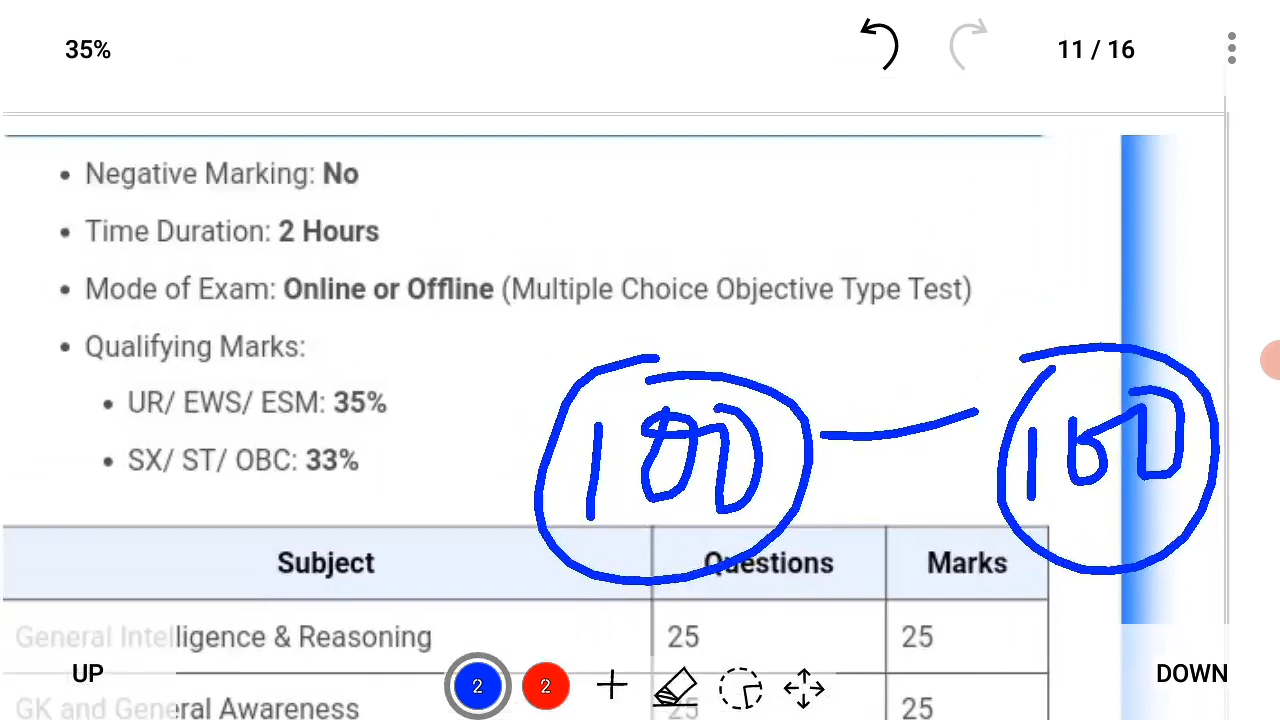 35%
11 / 16
Negative Marking: No
Time Duration: 2 Hours
Mode of Exam: Online or Offline (Multiple Choice Objective Type Test)
Qualifying Marks:
UR/ EWS/ ESM: 35%
SX/ ST/ OBC: 33%
100 — 100
Subject Questions Marks
General Intelligence & Reasoning 25 25
UP 2 2 DOWN
GK and General Awareness 25 25